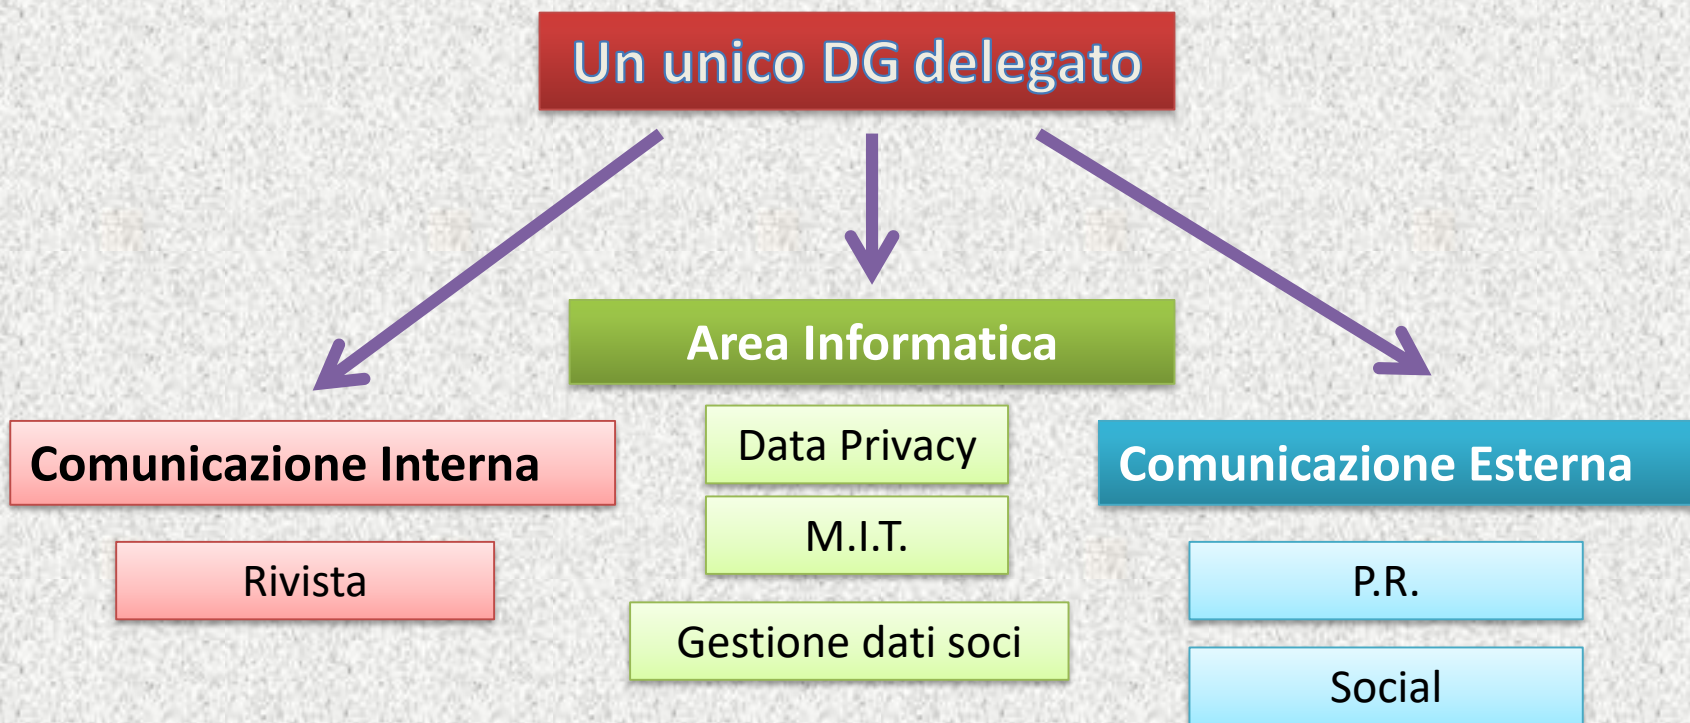 Un unico DG delegato
Area Informatica
Comunicazione Interna
Data Privacy
Comunicazione Esterna
M.I.T.
Rivista
P.R.
Gestione dati soci
Social